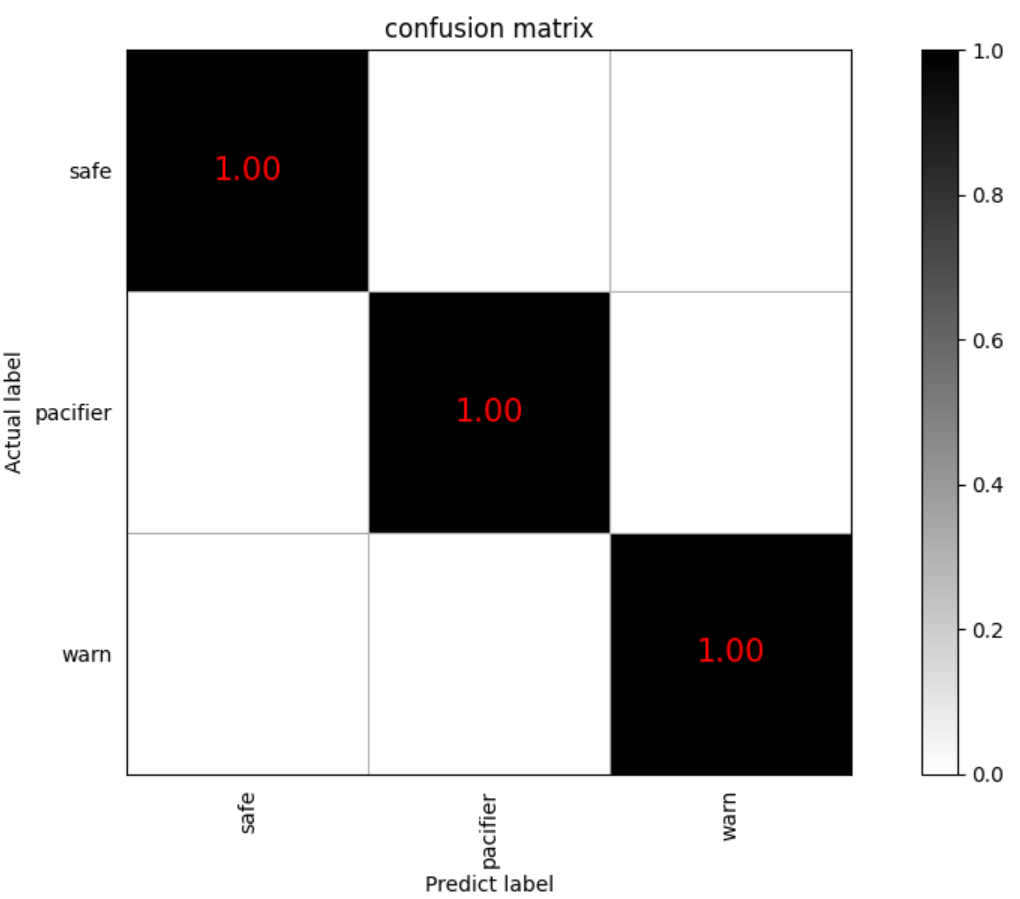 confusion matrix
1.0
safe
1.00
0.8
0.6
Actual label
pacifier
1.00
0.4
0.2
warn
1.00
0.0
safe
pacifier
warn
Predict label